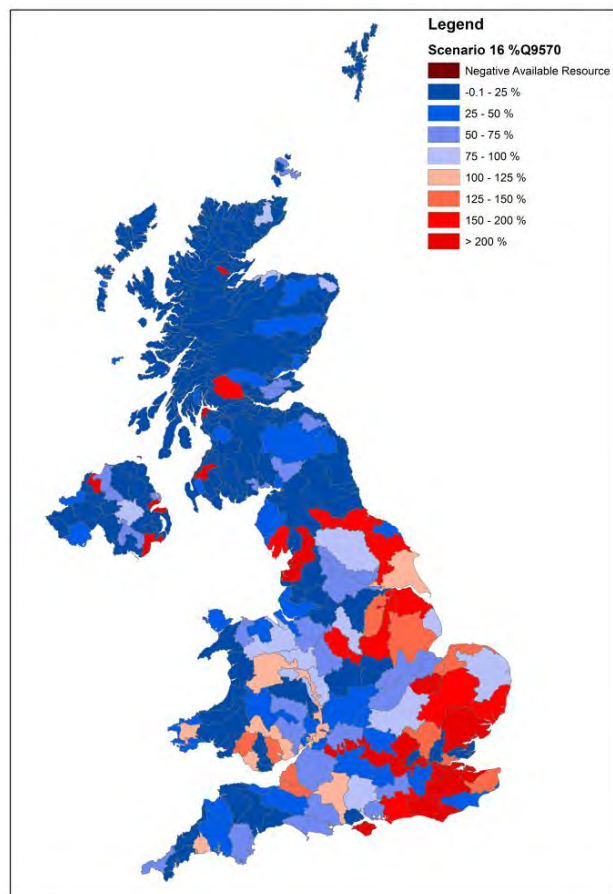 Legend
Scenario 16 %Q9570
Negative Available Resource
-0.1 - 25 %
25 - 50 %
50 - 75 %
75 - 100 %
100 - 125 %
125 - 150 %
150 - 200 %
> 200 %